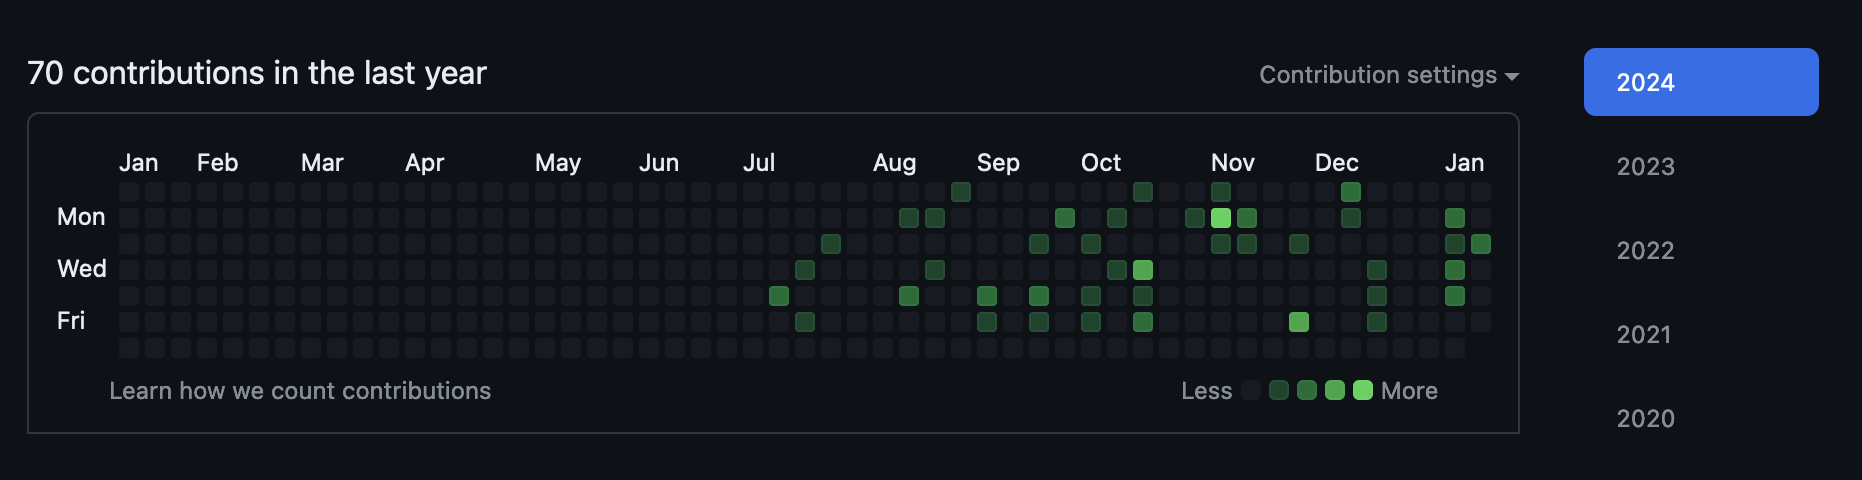 70 contributions in the last year
Contribution settings
Jan Feb Mar Apr May Jun Jul Aug Sep Oct Nov Dec Jan
Mon
Wed
Fri
Learn how we count contributions
Less More
2024
2023
2022
2021
2020